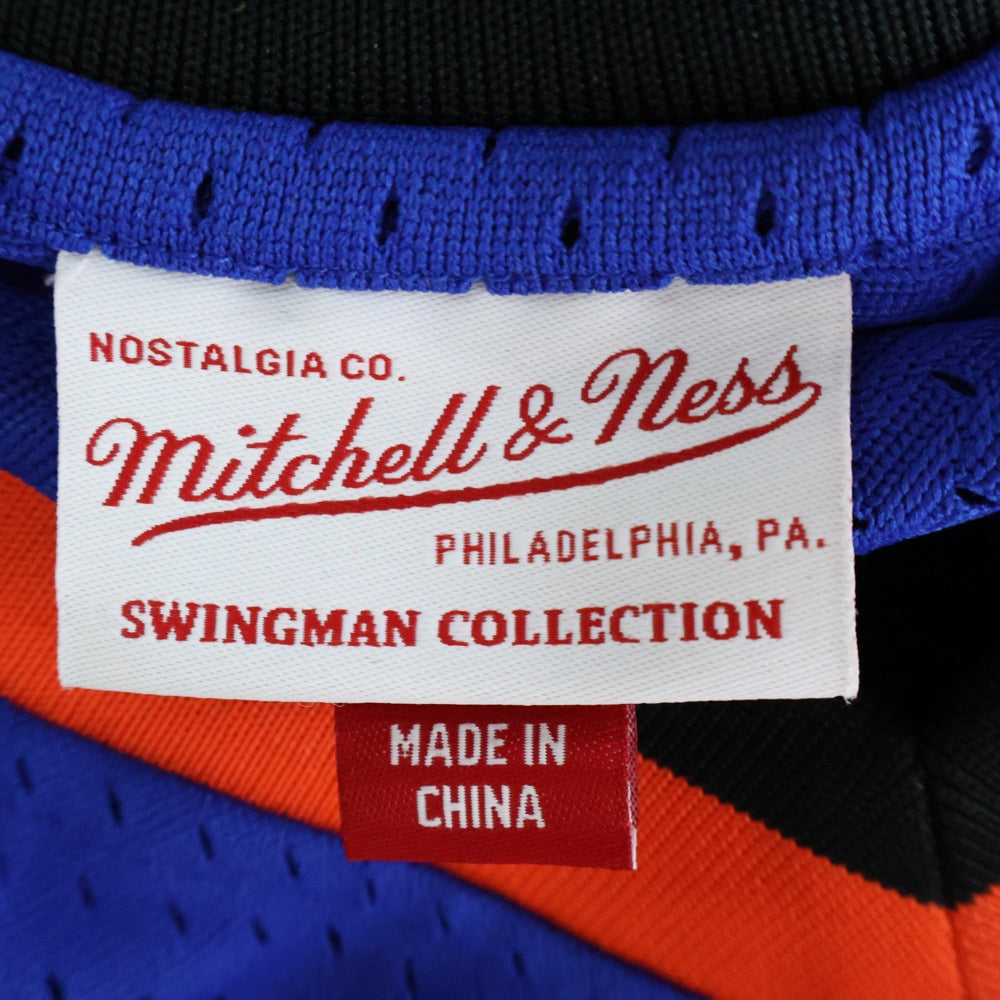 NOSTALGIA CO.
Mitchell & Ness
PHILADELPHIA, PA.
SWINGMAN COLLECTION
MADE IN
CHINA